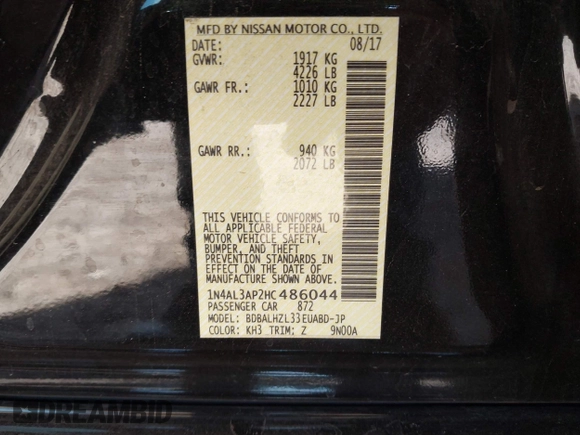 MFD BY NISSAN MOTOR CO., LTD.
DATE: 08/17
GVWR: 1917 KG
4226 LB
GAWR FR.: 1010 KG
2227 LB
GAWR RR.: 940 KG
2072 LB
THIS VEHICLE CONFORMS TO
ALL APPLICABLE FEDERAL
MOTOR VEHICLE SAFETY,
BUMPER, AND THEFT
PREVENTION STANDARDS IN
EFFECT ON THE DATE OF
MANUFACTURE SHOWN ABOVE.
1N4AL3AP2HC486044
PASSENGER CAR 872
MODEL: BDBALHZL33EUABD-JP
COLOR: KH3 TRIM: Z 9N00A
DREAMBID